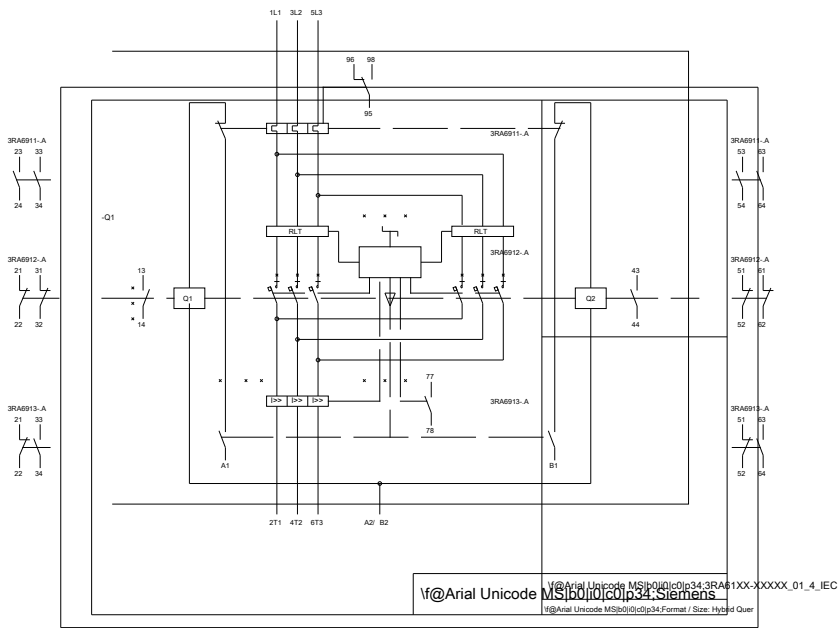 1L1 3L2 5L3
96 98
95
3RA6911-.A
23 33
24 34
3RA6911-.A
3RA6911-.A
53 63
54 64
-Q1
RLT
RLT
3RA6912-.A
21 31
22 32
13
14
Q1
3RA6912-.A
Q2
43
44
3RA6912-.A
51 61
52 62
3RA6913-.A
21 33
22 34
I>> I>> I>>
77
78
3RA6913-.A
3RA6913-.A
51 63
52 64
A1
B1
2T1 4T2 6T3 A2/ B2
\f@Arial Unicode MS|b0|i0|c0|p34;Siemens
\f@Arial Unicode MS|b0|i0|c0|p34;3RA61XX-XXXXX_01_4_IEC
\f@Arial Unicode MS|b0|i0|c0|p34;Format / Size: Hybrid Quer